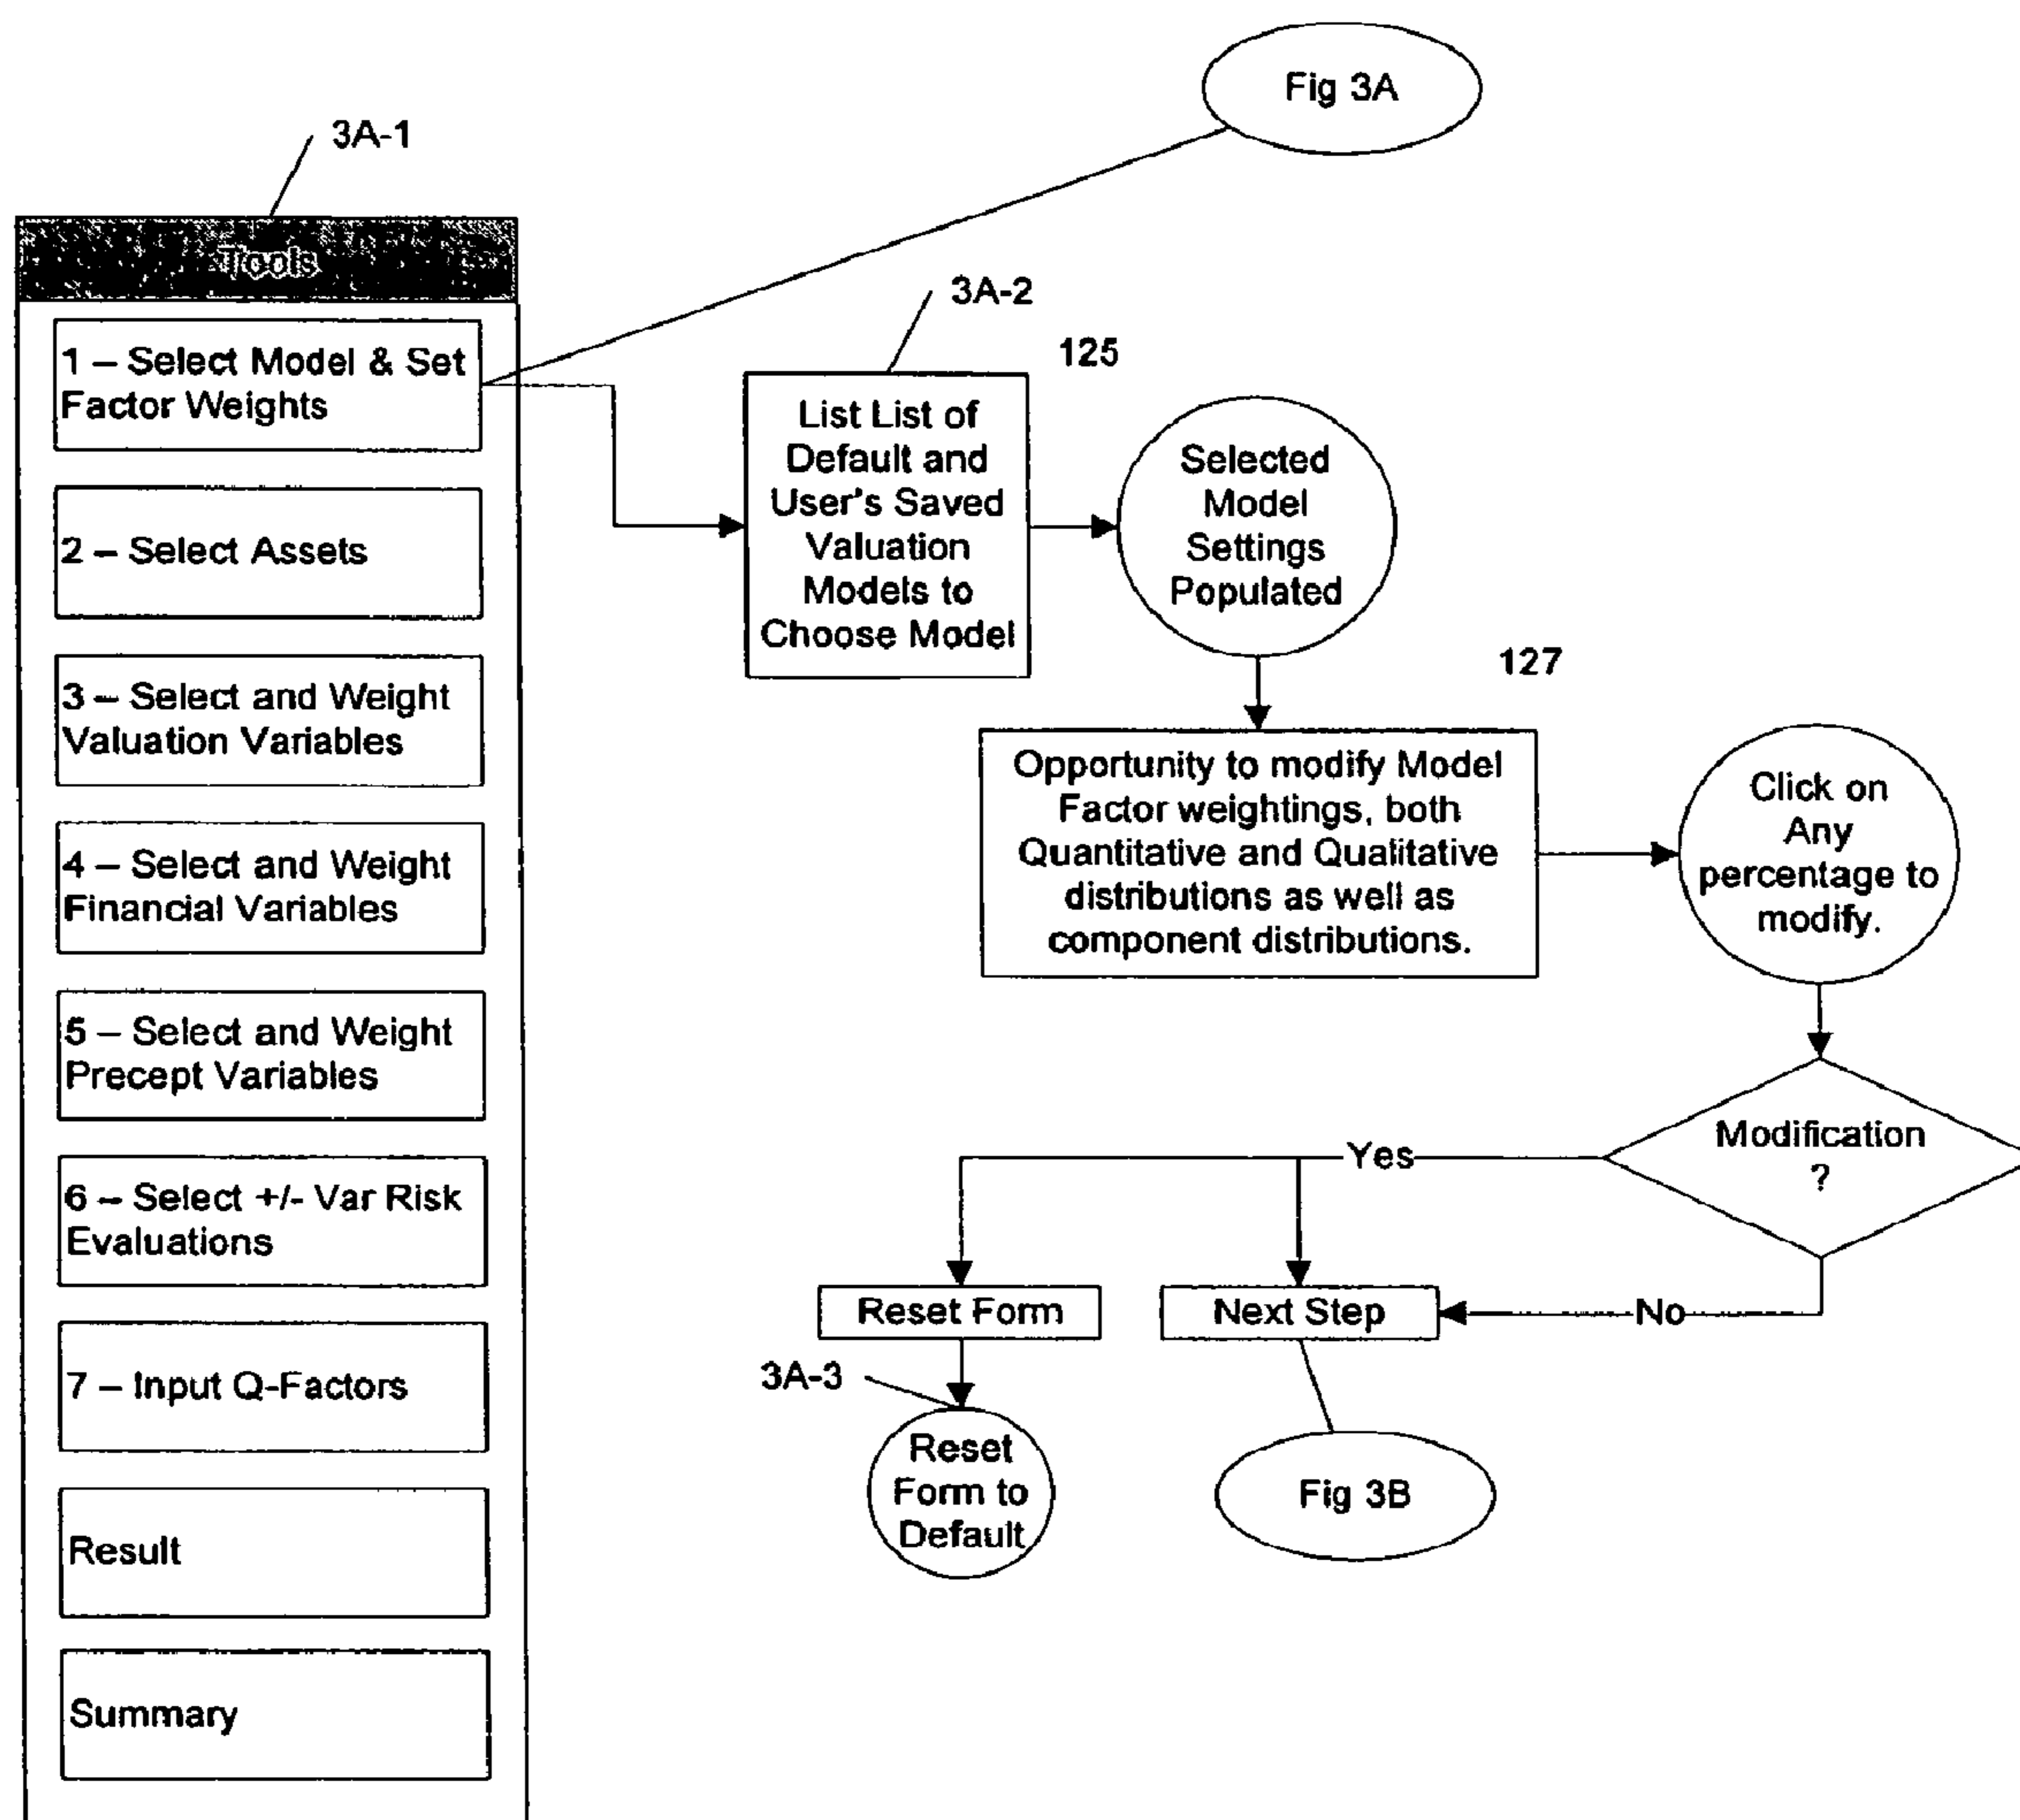 Fig 3A
3A-1
Tools
1 – Select Model & Set
Factor Weights
2 – Select Assets
3 – Select and Weight
Valuation Variables
4 – Select and Weight
Financial Variables
5 – Select and Weight
Precept Variables
6 – Select +/- Var Risk
Evaluations
7 – Input Q-Factors
Result
Summary
3A-2
125
List List of
Default and
User's Saved
Valuation
Models to
Choose Model
Selected
Model
Settings
Populated
127
Opportunity to modify Model
Factor weightings, both
Quantitative and Qualitative
distributions as well as
component distributions.
Click on
Any
percentage to
modify.
Modification
?
Yes
No
Reset Form
Next Step
3A-3
Reset
Form to
Default
Fig 3B